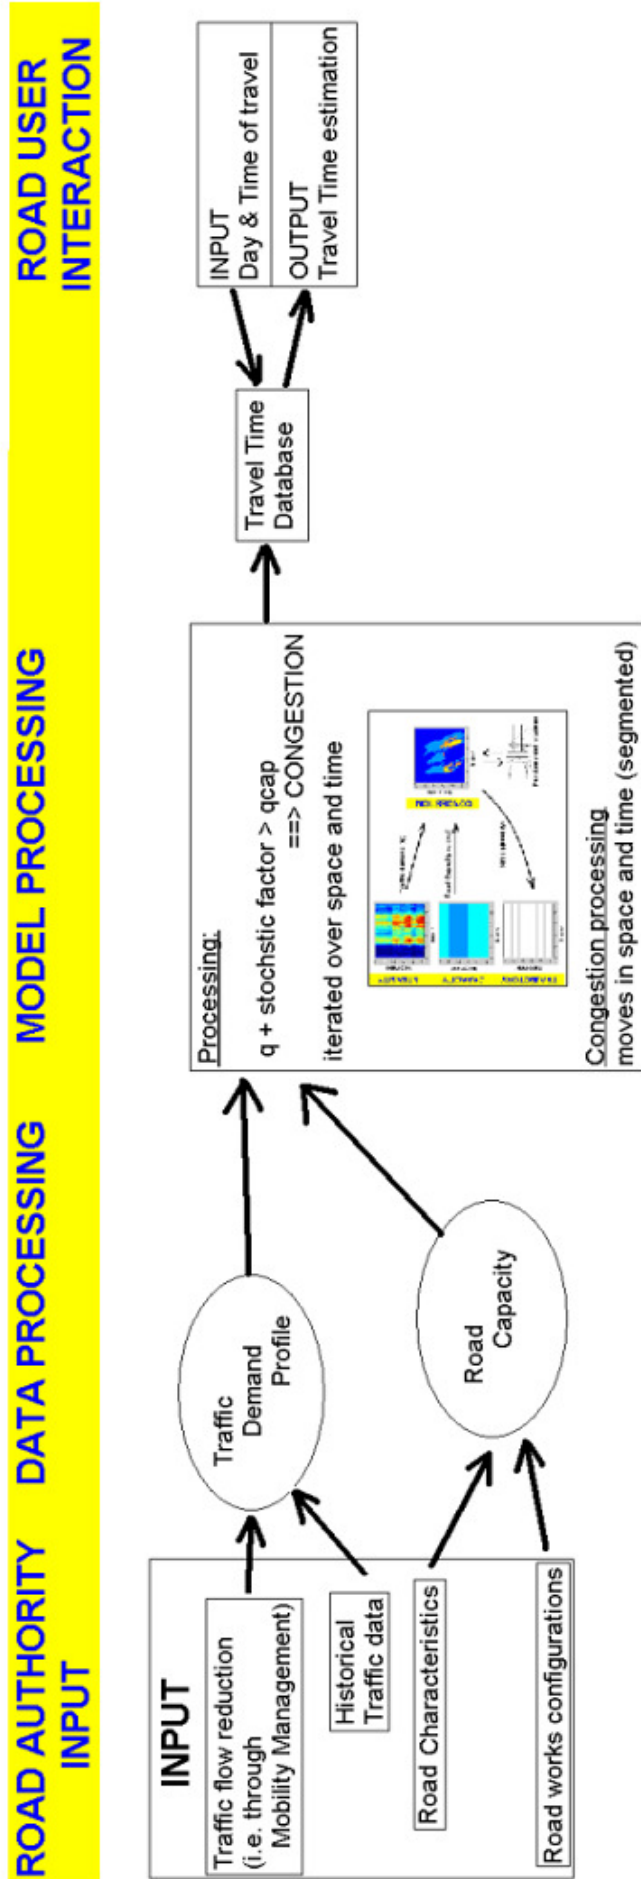 ROAD AUTHORITY
INPUT
DATA PROCESSING
MODEL PROCESSING
ROAD USER
INTERACTION
INPUT
Traffic flow reduction
(i.e. through
Mobility Management)
Historical
Traffic data
Road Characteristics
Road works configurations
Traffic
Demand
Profile
Road
Capacity
Processing:
q + stochstic factor > qcap
==> CONGESTION
iterated over space and time
Congestion processing
moves in space and time (segmented)
Travel Time
Database
INPUT
Day & Time of travel
OUTPUT
Travel Time estimation